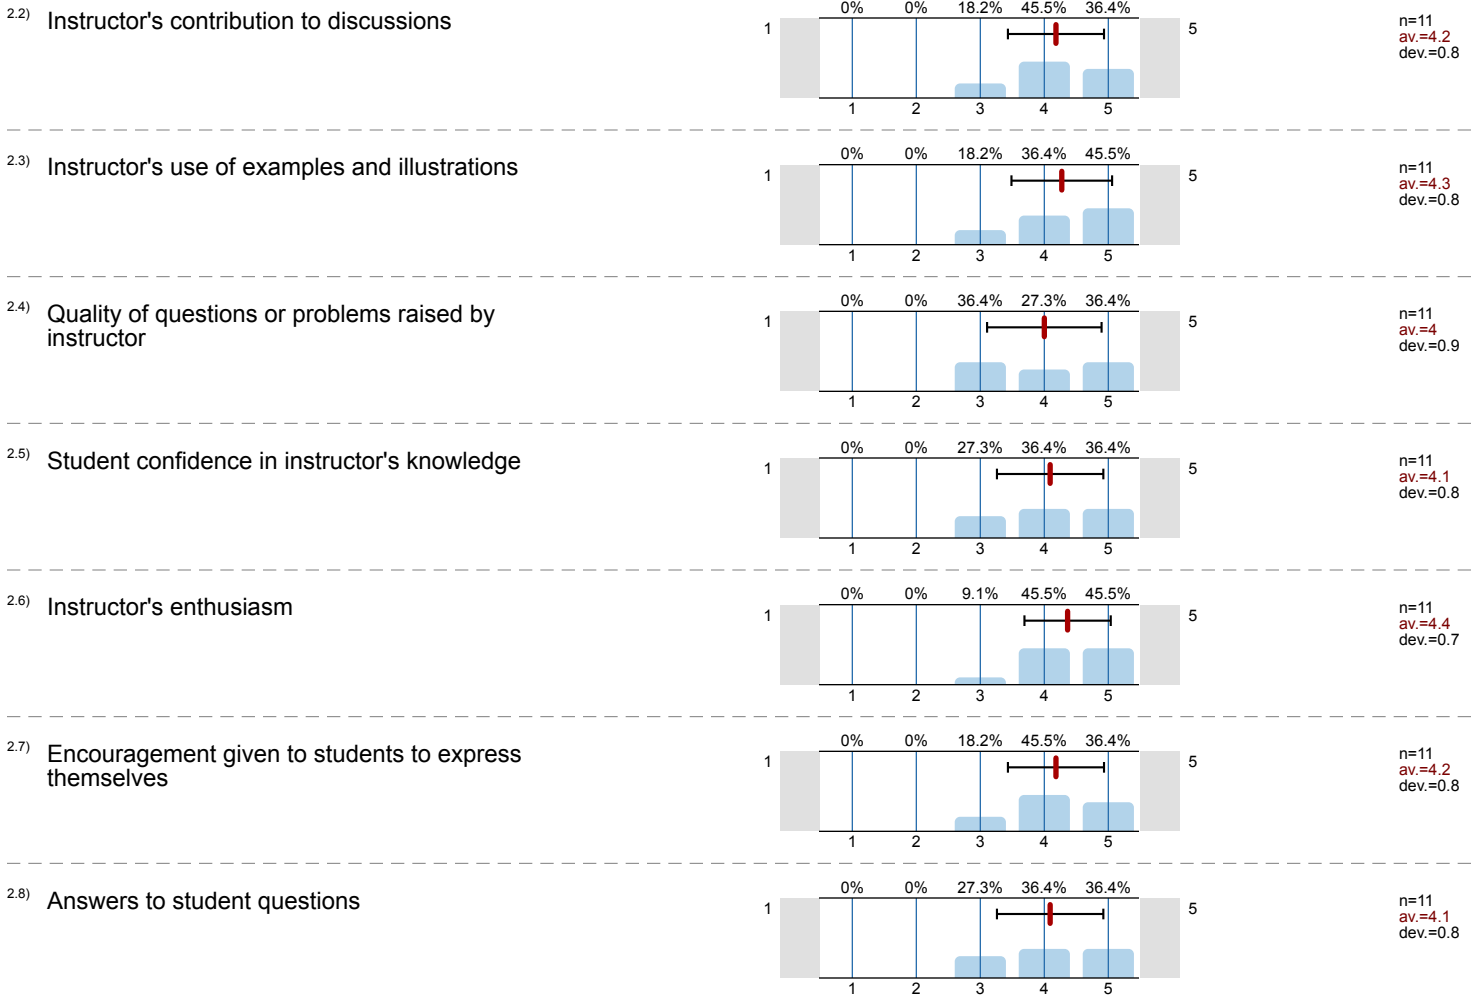 2.2) Instructor's contribution to discussions
0% 0% 18.2% 45.5% 36.4%
1 5
1 2 3 4 5
n=11
av.=4.2
dev.=0.8
2.3) Instructor's use of examples and illustrations
0% 0% 18.2% 36.4% 45.5%
1 5
1 2 3 4 5
n=11
av.=4.3
dev.=0.8
2.4) Quality of questions or problems raised by
instructor
0% 0% 36.4% 27.3% 36.4%
1 5
1 2 3 4 5
n=11
av.=4
dev.=0.9
2.5) Student confidence in instructor's knowledge
0% 0% 27.3% 36.4% 36.4%
1 5
1 2 3 4 5
n=11
av.=4.1
dev.=0.8
2.6) Instructor's enthusiasm
0% 0% 9.1% 45.5% 45.5%
1 5
1 2 3 4 5
n=11
av.=4.4
dev.=0.7
2.7) Encouragement given to students to express
themselves
0% 0% 18.2% 45.5% 36.4%
1 5
1 2 3 4 5
n=11
av.=4.2
dev.=0.8
2.8) Answers to student questions
0% 0% 27.3% 36.4% 36.4%
1 5
1 2 3 4 5
n=11
av.=4.1
dev.=0.8